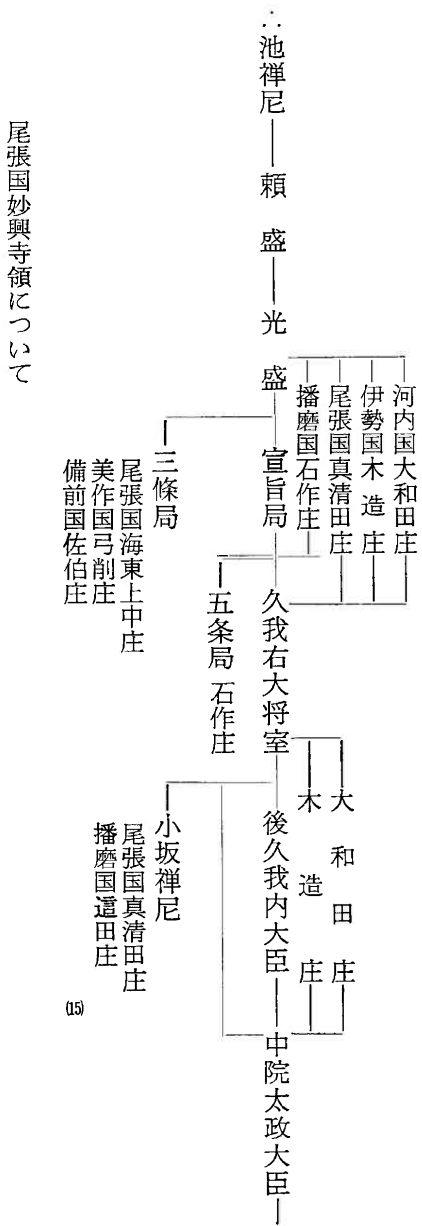 河内国大和田庄
伊勢国木造庄
尾張国真清田庄
播磨国石作庄
大和田庄
木造庄
∴池禅尼―頼盛―光盛
宣旨局
久我右大将室
後久我内大臣―中院太政大臣―
五条局 石作庄
三條局
尾張国海東上中庄
美作国弓削庄
備前国佐伯庄
小坂禅尼
尾張国真清田庄
播磨国這田庄
(15)
尾張国妙興寺領について